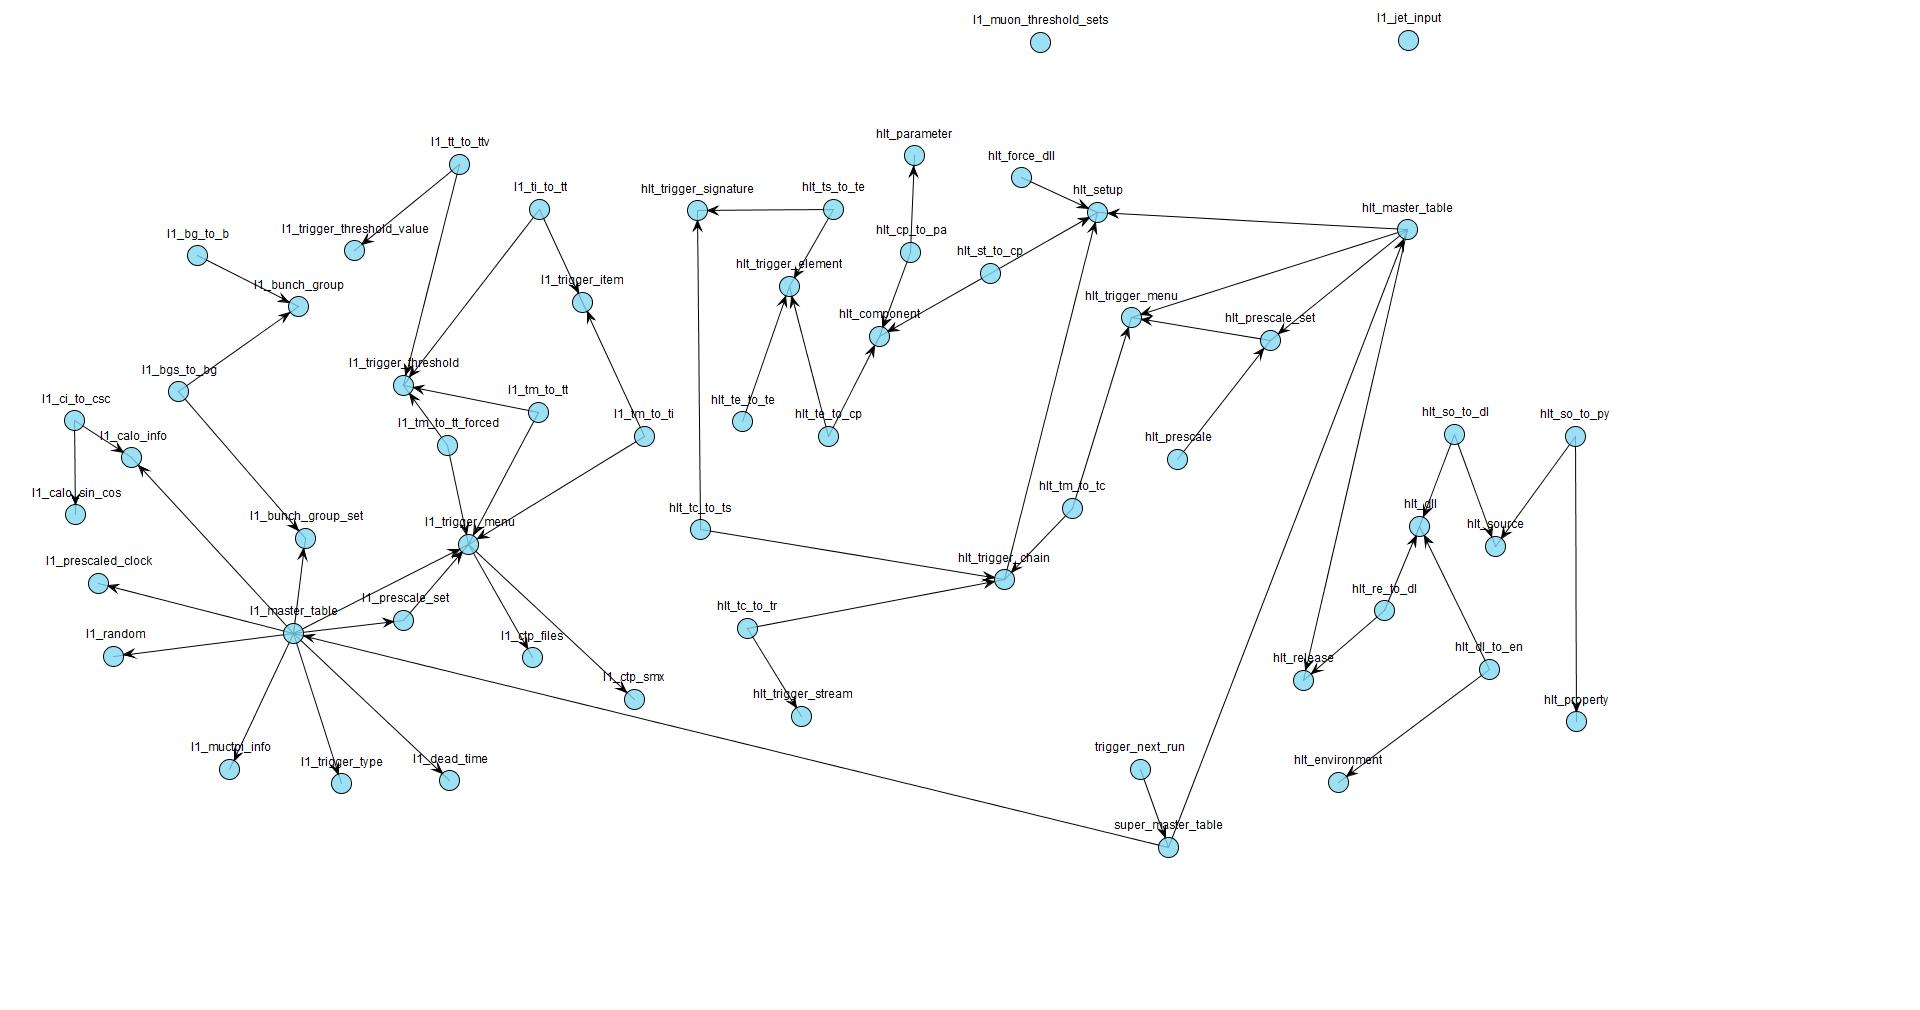 l1_muon_threshold_sets
l1_jet_input
hlt_parameter
l1_tt_to_ttv
hlt_force_dll
l1_ti_to_tt
hlt_trigger_signature
hlt_ts_to_te
hlt_setup
hlt_master_table
l1_bg_to_b
l1_trigger_threshold_value
hlt_cp_to_pa
hlt_st_to_cp
hlt_trigger_element
l1_bunch_group
l1_trigger_item
hlt_trigger_menu
hlt_component
hlt_prescale_set
l1_bgs_to_bg
l1_trigger_threshold
l1_tm_to_tt
l1_ci_to_csc
hlt_te_to_te
hlt_te_to_cp
l1_tm_to_ti
hlt_so_to_dl
hlt_so_to_py
l1_tm_to_tt_forced
l1_calo_info
hlt_prescale
l1_calo_sin_cos
hlt_tm_to_tc
hlt_tc_to_ts
hlt_dll
l1_bunch_group_set
l1_trigger_menu
hlt_source
l1_prescaled_clock
hlt_trigger_chain
hlt_re_to_dl
l1_master_table
l1_prescale_set
hlt_tc_to_tr
l1_random
l1_ctp_files
hlt_dl_to_en
hlt_release
l1_ctp_smx
hlt_trigger_stream
hlt_property
l1_muctpi_info
l1_trigger_type
l1_dead_time
trigger_next_run
hlt_environment
super_master_table